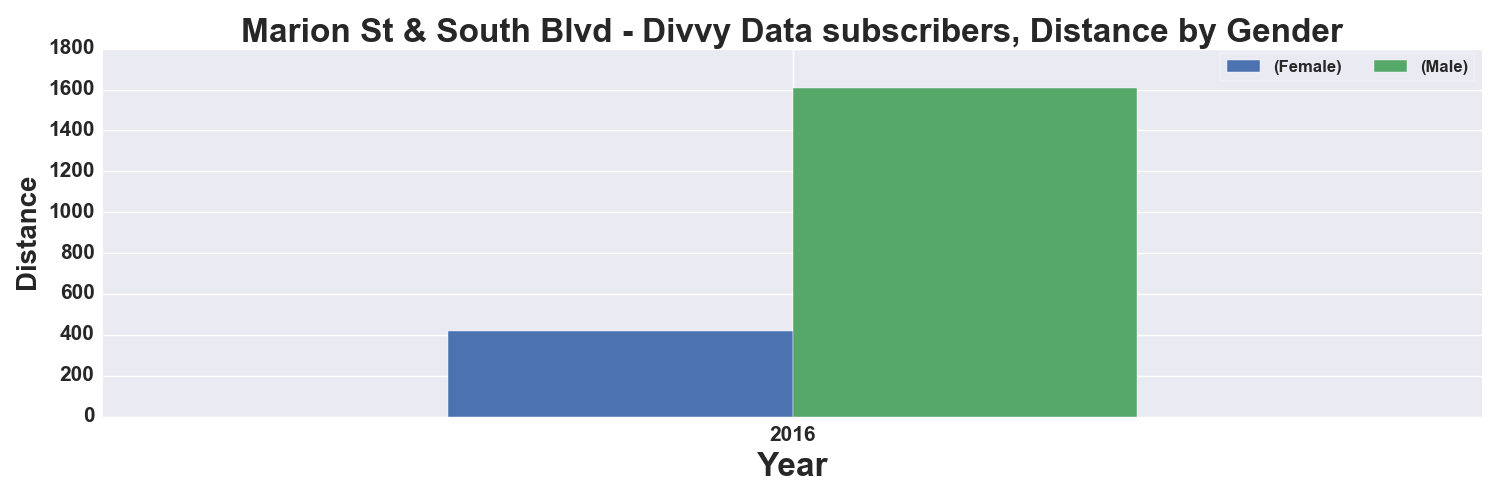 Marion St & South Blvd - Divvy Data subscribers, Distance by Gender
(Female) (Male)
1800
1600
1400
1200
1000
800
600
400
200
0
Distance
2016
Year